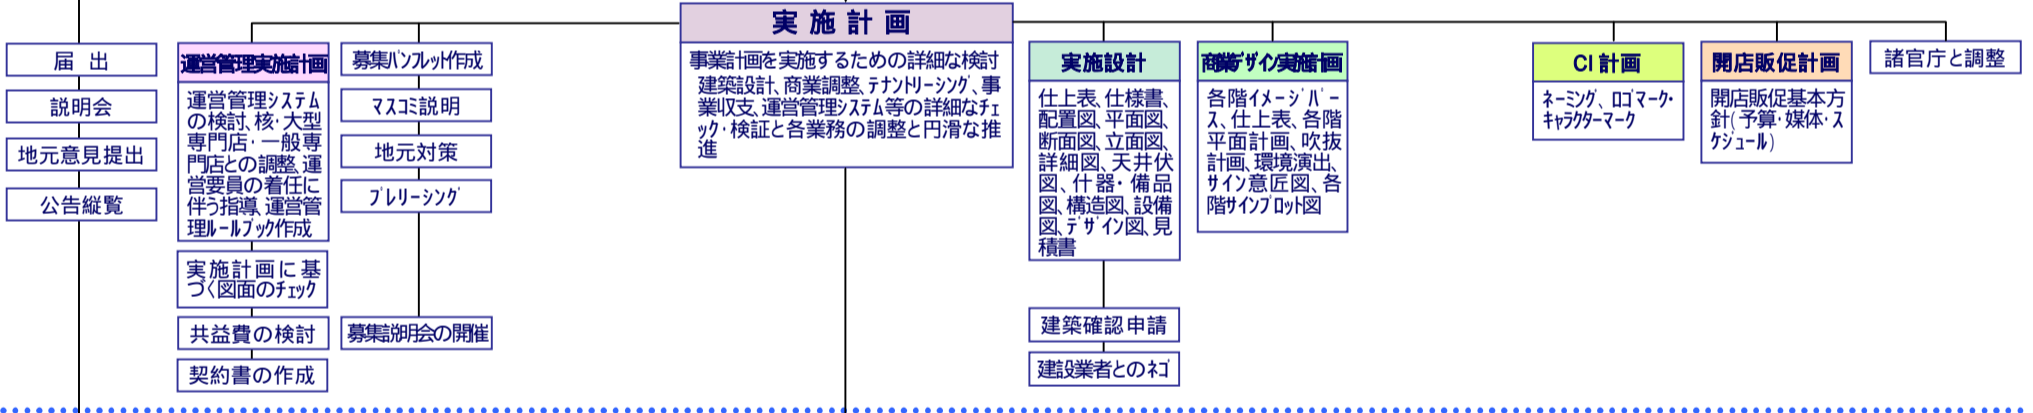 実施計画
事業計画を実施するための詳細な検討
建築設計、商業調整、ﾃﾅﾝﾄﾘｰｼﾝｸﾞ、事
業収支、運営管理ｼｽﾃﾑ等の詳細なﾁｪ
ｯｸ・検証と各業務の調整と円滑な推
進
届出
説明会
地元意見提出
公告縦覧
運営管理実施計画
運営管理ｼｽﾃﾑ
の検討、核・大型
専門店・一般専
門店との調整、運
営要員の着任に
伴う指導、運営管
理ﾙｰﾙﾌﾞｯｸ作成
実施計画に基
づく図面のﾁｪｯｸ
共益費の検討
契約書の作成
募集ﾊﾟﾝﾌﾚｯﾄ作成
ﾏｽｺﾐ説明
地元対策
ﾌﾟﾚﾘｰｼﾝｸﾞ
募集説明会の開催
実施設計
仕上表、仕様書、
配置図、平面図、
断面図、立面図、
詳細図、天井伏
図、什器・備品
図、構造図、設備
図、ﾃﾞｻﾞｲﾝ図、見
積書
建築確認申請
建設業者とのﾈｺﾞ
商業ﾃﾞｻﾞｲﾝ実施計画
各階ｲﾒｰｼﾞﾊﾟｰ
ｽ、仕上表、各階
平面計画、吹抜
計画、環境演出、
ｻｲﾝ意匠図、各
階ｻｲﾝﾌﾟﾛｯﾄ図
CI計画
ﾈｰﾐﾝｸﾞ、ﾛｺﾞﾏｰｸ・
ｷｬﾗｸﾀｰﾏｰｸ
開店販促計画
開店販促基本方
針(予算・媒体・ｽ
ｹｼﾞｭｰﾙ)
諸官庁と調整